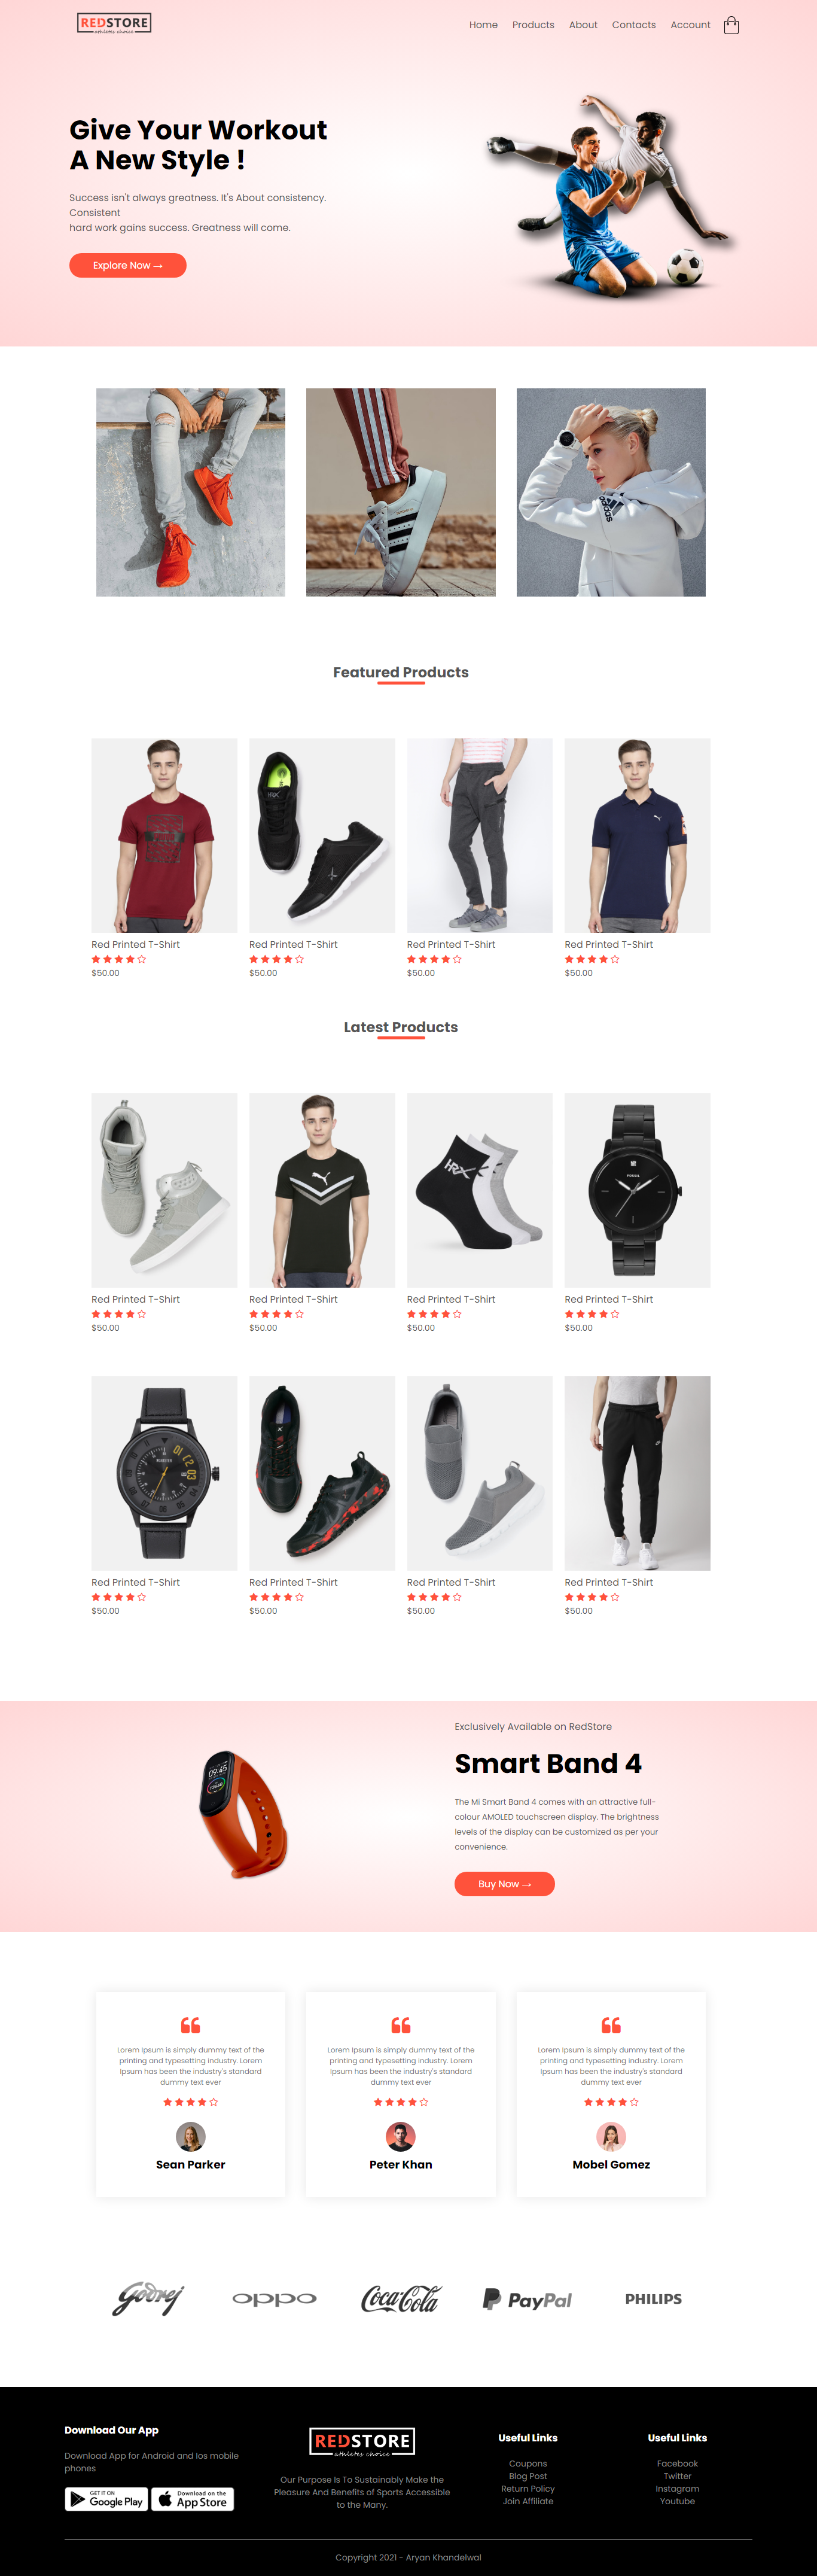 REDSTORE
athletes choice
Home Products About Contacts Account
Give Your Workout
A New Style !
Success isn't always greatness. It's About consistency.
Consistent
hard work gains success. Greatness will come.
Explore Now →
adidas
Featured Products
HRX
Red Printed T-Shirt Red Printed T-Shirt Red Printed T-Shirt Red Printed T-Shirt
$50.00 $50.00 $50.00 $50.00
Latest Products
HRX
FOSSIL
Red Printed T-Shirt Red Printed T-Shirt Red Printed T-Shirt Red Printed T-Shirt
$50.00 $50.00 $50.00 $50.00
01 02 03
Red Printed T-Shirt Red Printed T-Shirt Red Printed T-Shirt Red Printed T-Shirt
$50.00 $50.00 $50.00 $50.00
Exclusively Available on RedStore
Smart Band 4
09:45
The Mi Smart Band 4 comes with an attractive full-
colour AMOLED touchscreen display. The brightness
levels of the display can be customized as per your
convenience.
Buy Now →
Lorem Ipsum is simply dummy text of the
printing and typesetting industry. Lorem
Ipsum has been the industry's standard
dummy text ever
Sean Parker
Lorem Ipsum is simply dummy text of the
printing and typesetting industry. Lorem
Ipsum has been the industry's standard
dummy text ever
Peter Khan
Lorem Ipsum is simply dummy text of the
printing and typesetting industry. Lorem
Ipsum has been the industry's standard
dummy text ever
Mobel Gomez
Godrej oppo Coca-Cola PayPal PHILIPS
Download Our App
Download App for Android and Ios mobile
phones
GET IT ON
Google Play
Download on the
App Store
REDSTORE
athletes choice
Our Purpose Is To Sustainably Make the
Pleasure And Benefits of Sports Accessible
to the Many.
Useful Links
Coupons
Blog Post
Return Policy
Join Affiliate
Useful Links
Facebook
Twitter
Instagram
Youtube
Copyright 2021 - Aryan Khandelwal